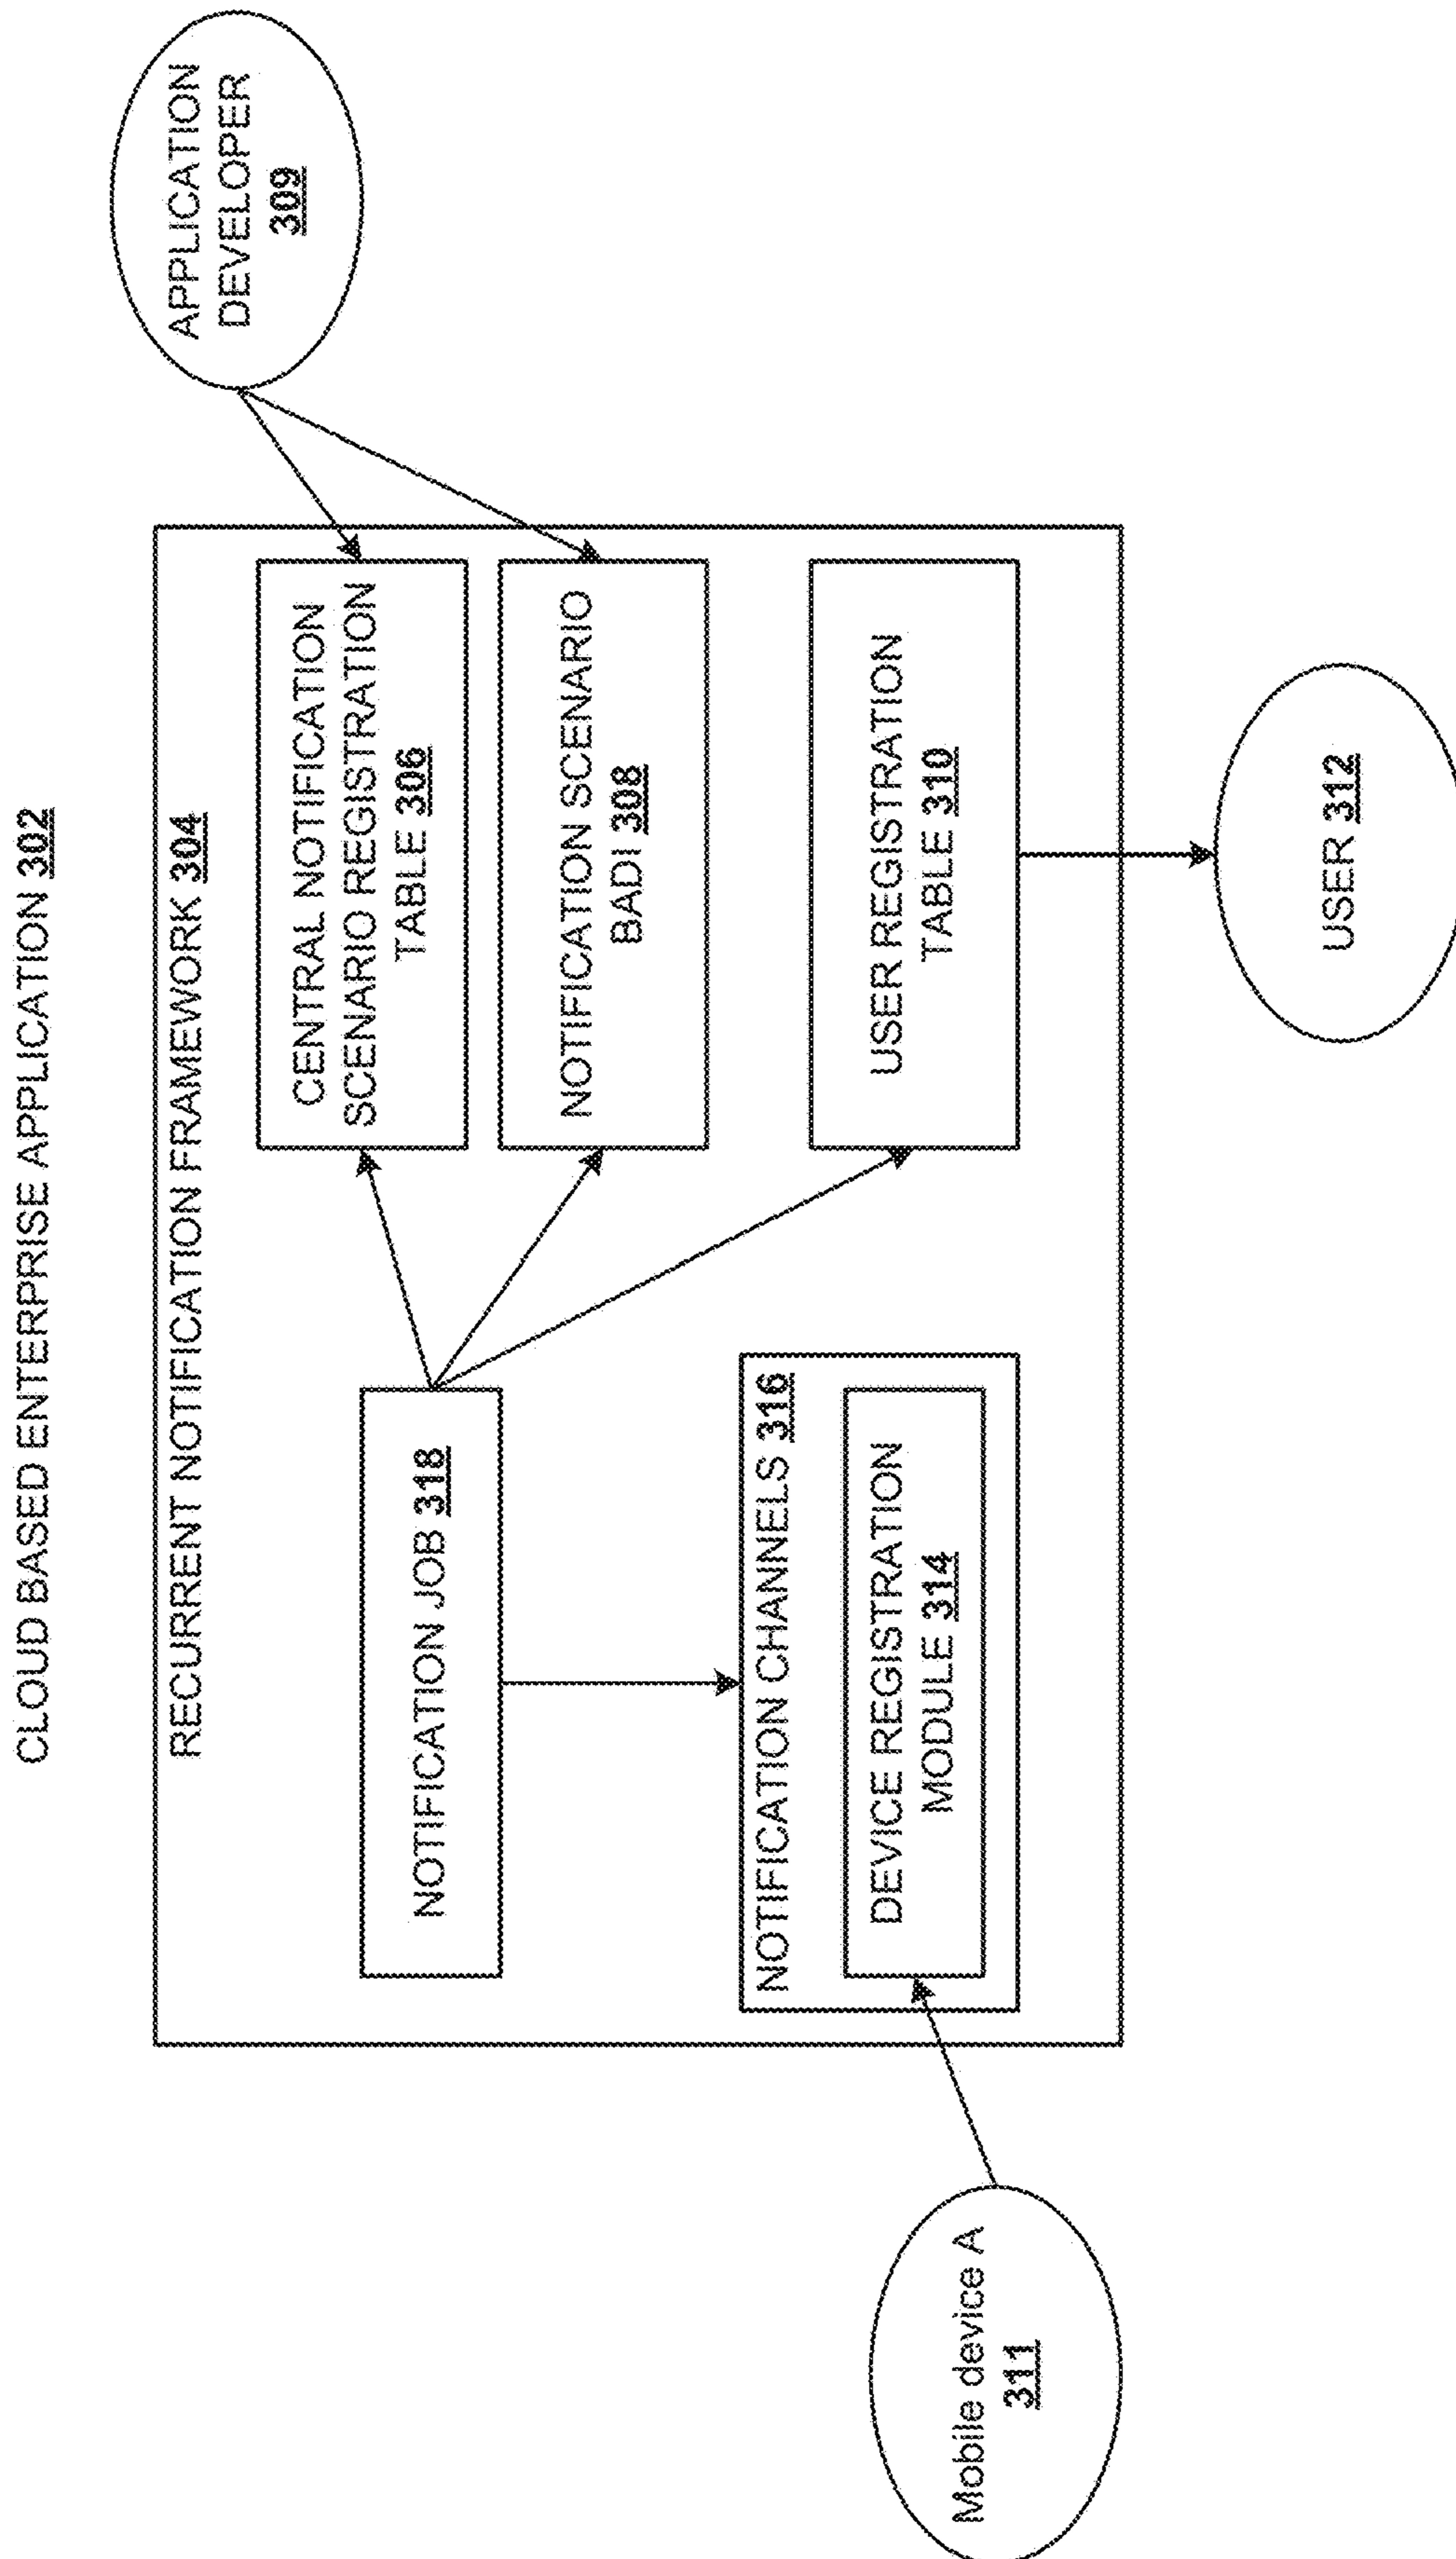 CLOUD BASED ENTERPRISE APPLICATION 302
RECURRENT NOTIFICATION FRAMEWORK 304
APPLICATION
DEVELOPER
309
CENTRAL NOTIFICATION
SCENARIO REGISTRATION
TABLE 306
NOTIFICATION JOB 318
NOTIFICATION SCENARIO
BADI 308
NOTIFICATION CHANNELS 316
DEVICE REGISTRATION
MODULE 314
USER REGISTRATION
TABLE 310
Mobile device A
311
USER 312